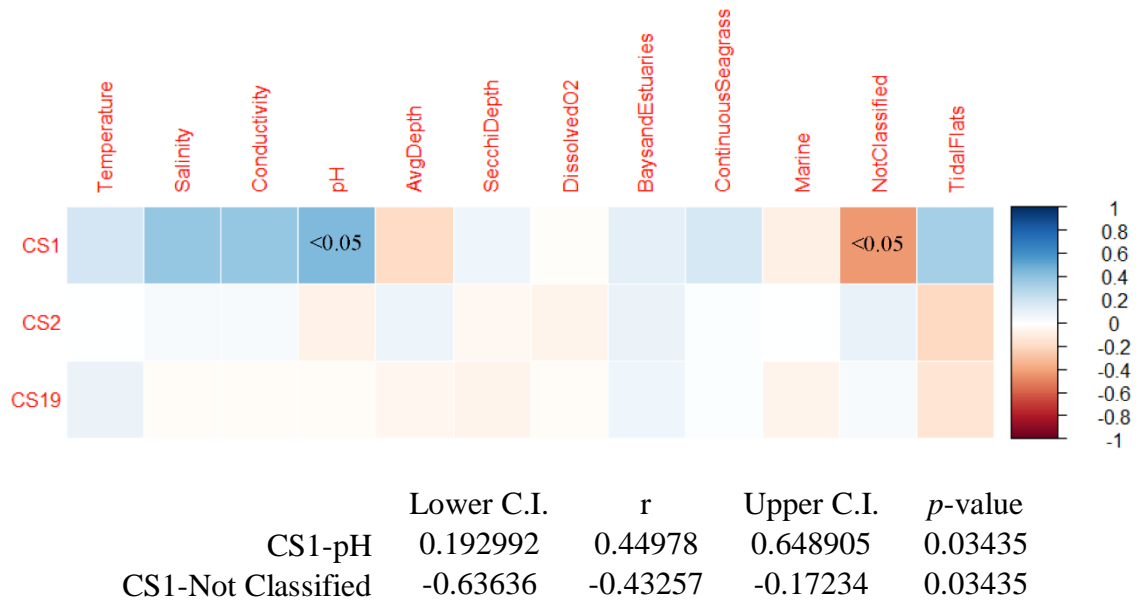 Temperature
Salinity
Conductivity
pH
AvgDepth
SecchiDepth
DissolvedO2
BaysandEstuaries
ContinuousSeagrass
Marine
NotClassified
TidalFlats
CS1 <0.05 <0.05
CS2
CS19
1
0.8
0.6
0.4
0.2
0
-0.2
-0.4
-0.6
-0.8
-1
Lower C.I. r Upper C.I. p-value
CS1-pH 0.192992 0.44978 0.648905 0.03435
CS1-Not Classified -0.63636 -0.43257 -0.17234 0.03435